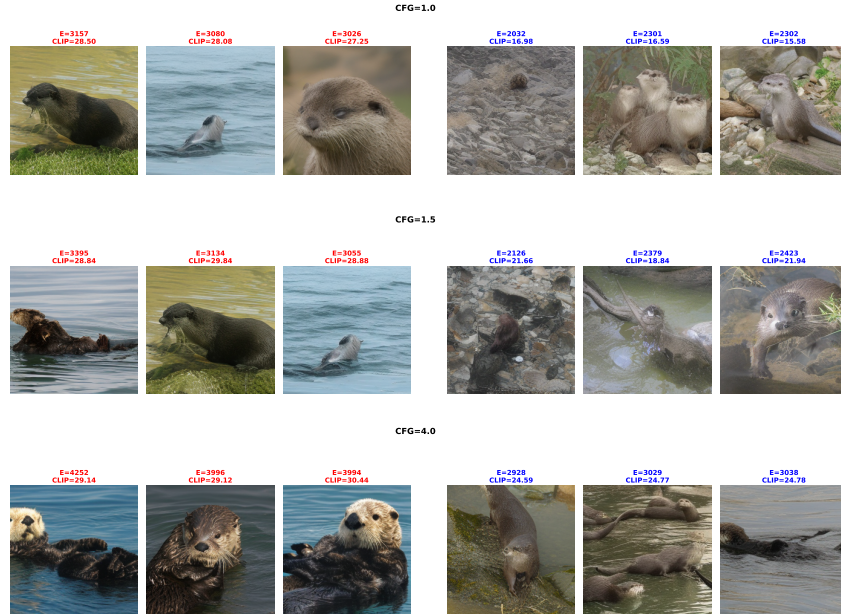 CFG=1.0
E=3157
CLIP=28.50
E=3080
CLIP=28.08
E=3026
CLIP=27.25
E=2032
CLIP=16.98
E=2301
CLIP=16.59
E=2302
CLIP=15.58
CFG=1.5
E=3395
CLIP=28.84
E=3134
CLIP=29.84
E=3055
CLIP=28.88
E=2126
CLIP=21.66
E=2379
CLIP=18.84
E=2423
CLIP=21.94
CFG=4.0
E=4252
CLIP=29.14
E=3996
CLIP=29.12
E=3994
CLIP=30.44
E=2928
CLIP=24.59
E=3029
CLIP=24.77
E=3038
CLIP=24.78